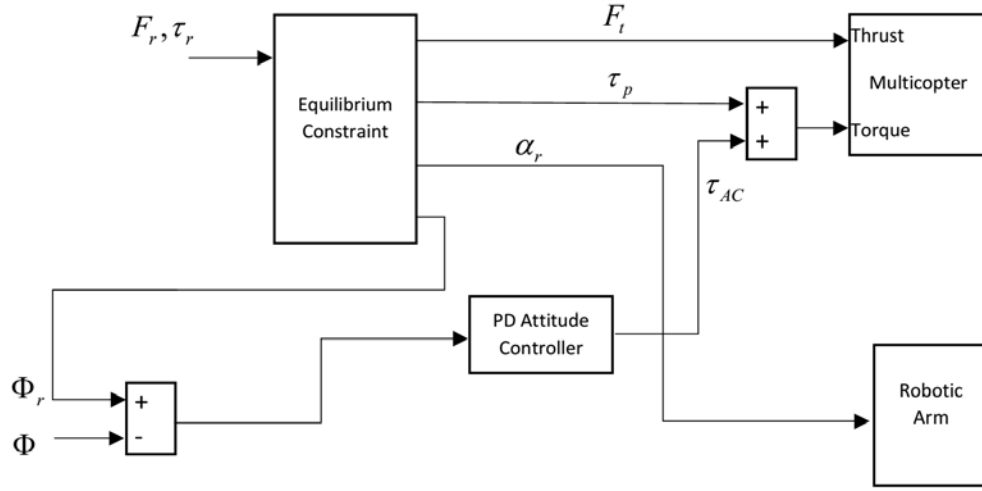 F_r, τ_r
Equilibrium
Constraint
F_t
τ_p
α_r
Thrust
Multicopter
Torque
+
+
τ_AC
PD Attitude
Controller
Φ_r
+
Φ
-
Robotic
Arm